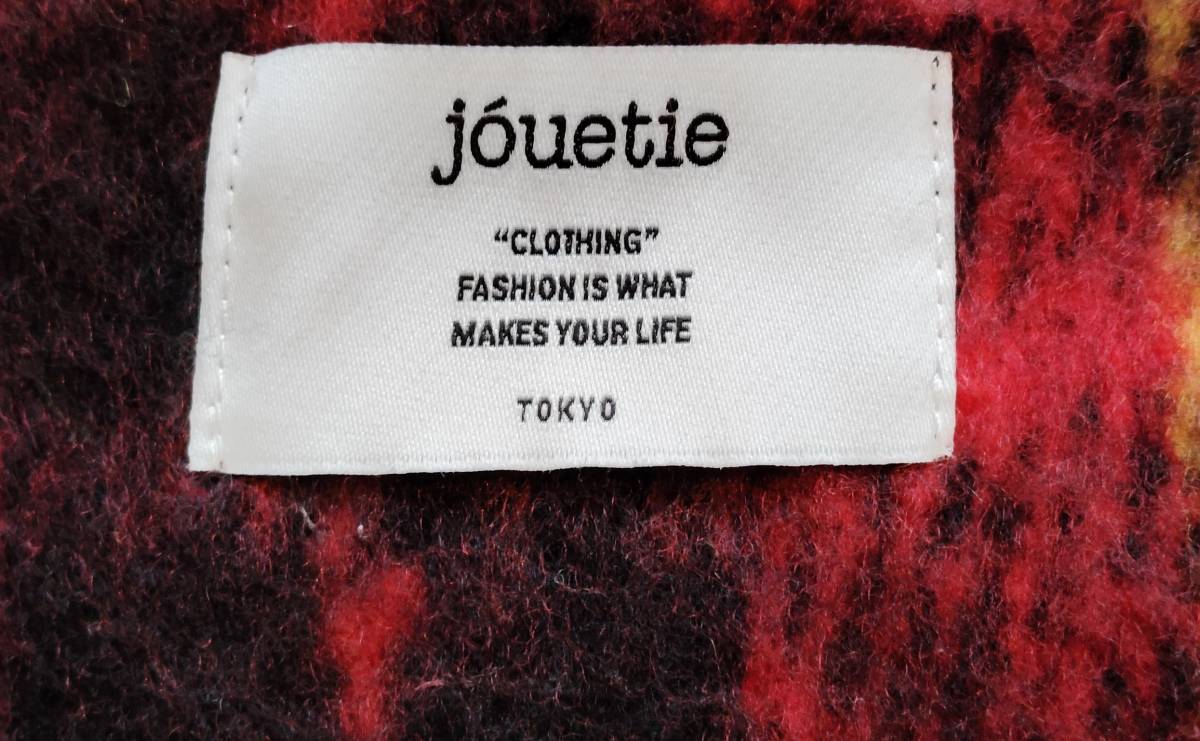 jóuetie
“CLOTHING”
FASHION IS WHAT
MAKES YOUR LIFE
TOKYO